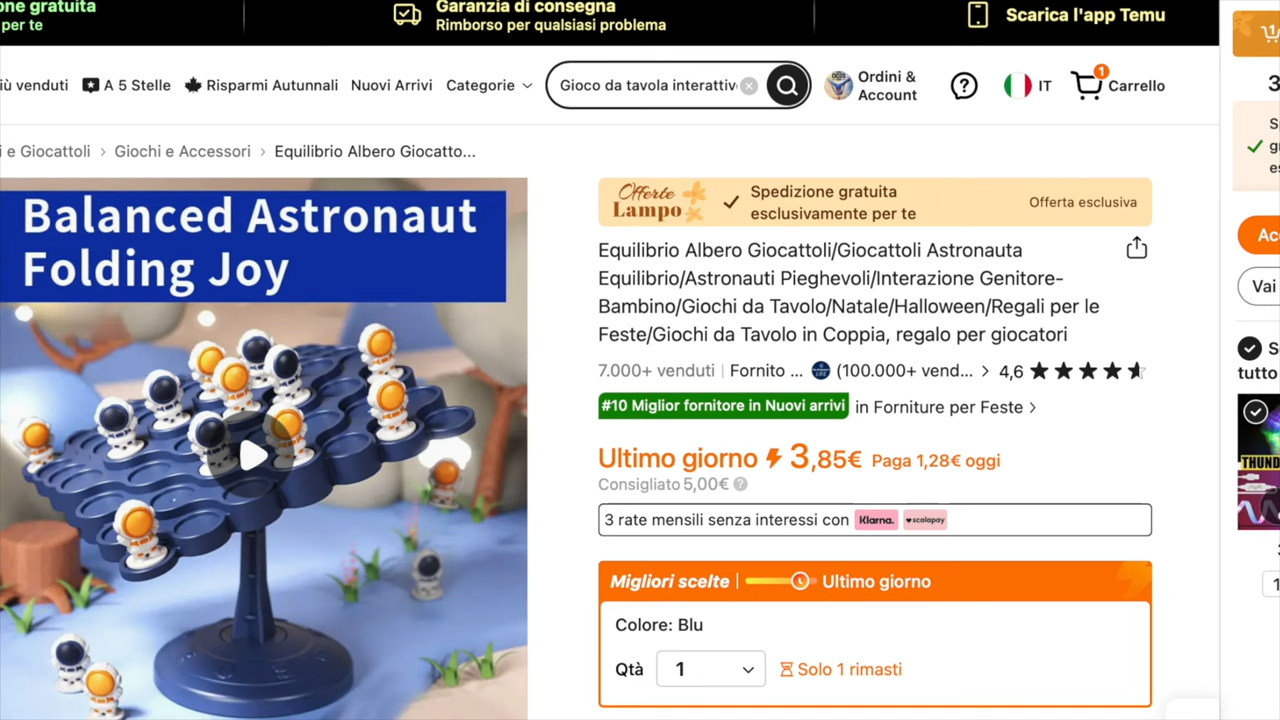 one gratuita
per te
Garanzia di consegna
Rimborso per qualsiasi problema
Scarica l'app Temu
iù venduti
A 5 Stelle
Risparmi Autunnali
Nuovi Arrivi
Categorie
Gioco da tavola interattiv
Ordini &
Account
IT
1
Carrello
i e Giocattoli > Giochi e Accessori > Equilibrio Albero Giocatto...
Balanced Astronaut
Folding Joy
Offerte
Lampo
Spedizione gratuita
esclusivamente per te
Offerta esclusiva
Equilibrio Albero Giocattoli/Giocattoli Astronauta
Equilibrio/Astronauti Pieghevoli/Interazione Genitore-
Bambino/Giochi da Tavolo/Natale/Halloween/Regali per le
Feste/Giochi da Tavolo in Coppia, regalo per giocatori
7.000+ venduti | Fornito ... (100.000+ vend... > 4,6
#10 Miglior fornitore in Nuovi arrivi in Forniture per Feste >
Ultimo giorno 3,85€ Paga 1,28€ oggi
Consigliato 5,00€
3 rate mensili senza interessi con Klarna. scalapay
Migliori scelte | Ultimo giorno
Colore: Blu
Qtà 1 Solo 1 rimasti
1
3
Vai
tutto
THUND
1